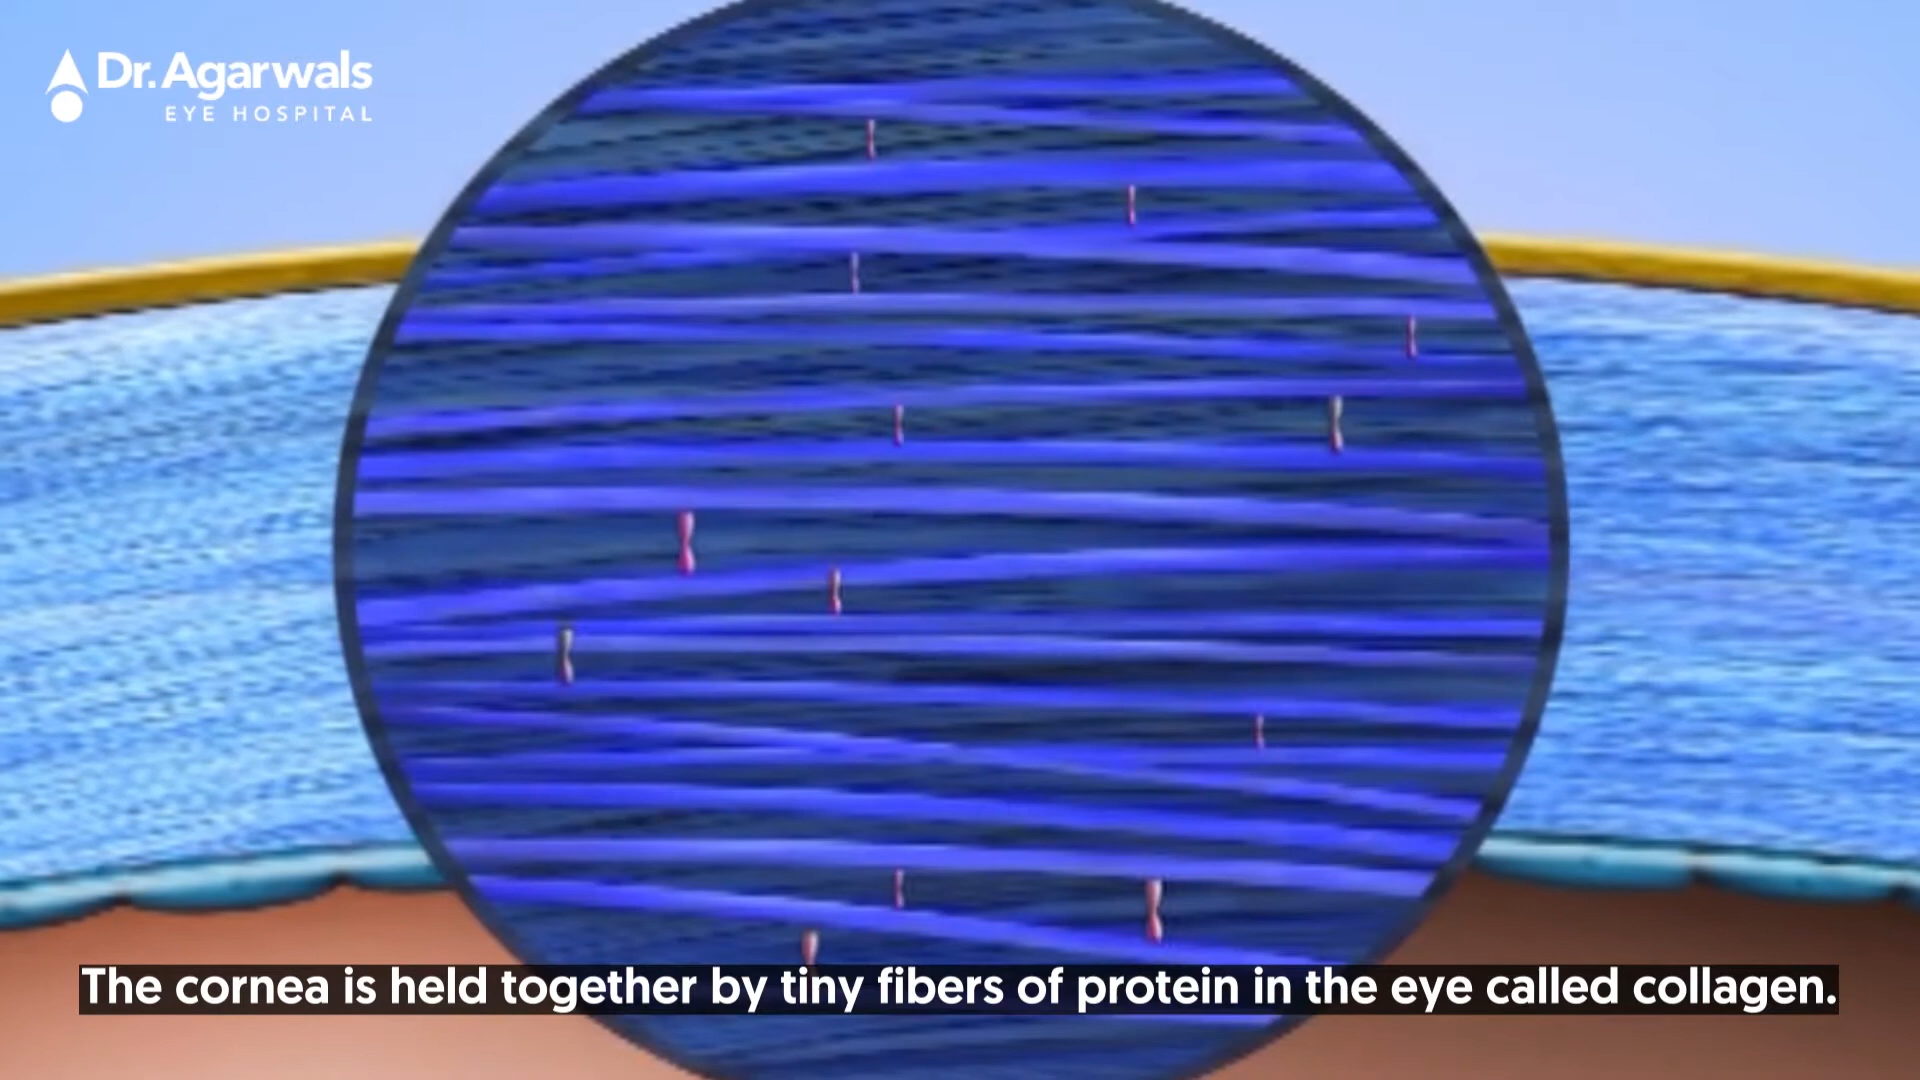 Dr. Agarwals
EYE HOSPITAL
The cornea is held together by tiny fibers of protein in the eye called collagen.